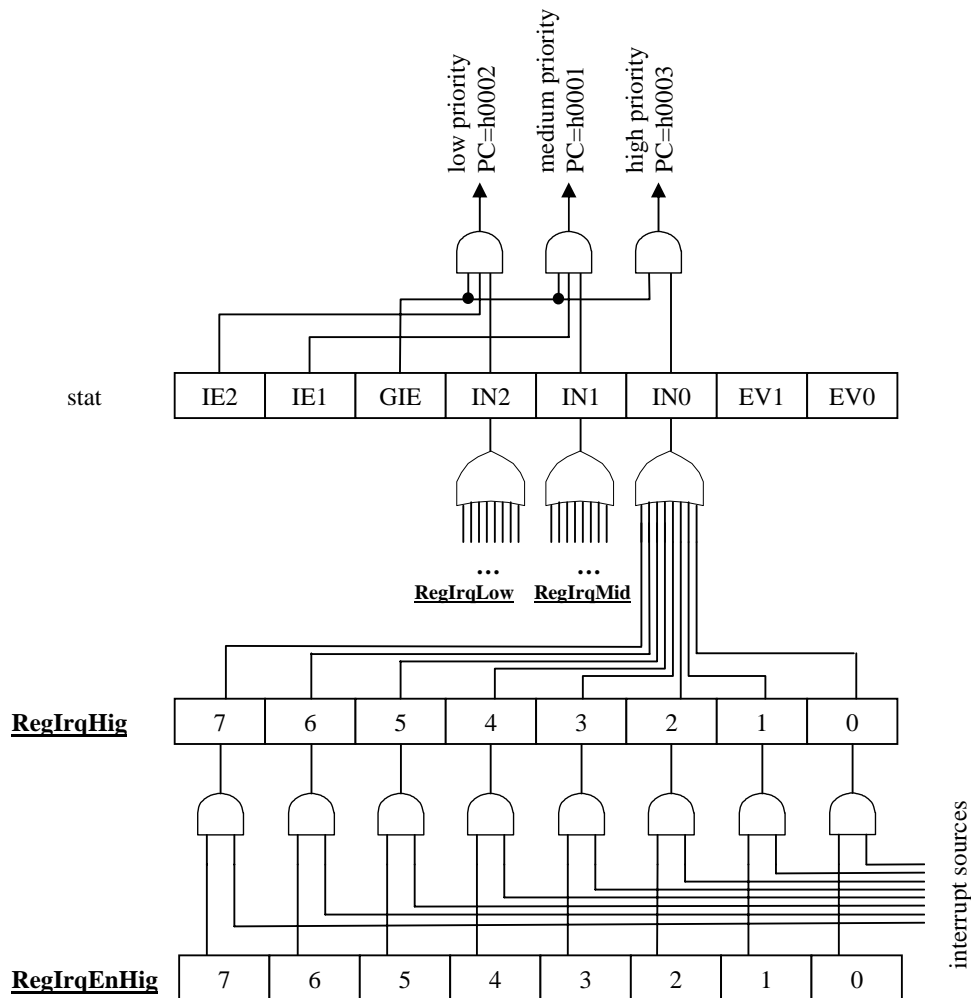 low priority
PC=h0002
medium priority
PC=h0001
high priority
PC=h0003
stat
IE2 IE1 GIE IN2 IN1 IN0 EV1 EV0
... ...
RegIrqLow RegIrqMid
RegIrqHig 7 6 5 4 3 2 1 0
interrupt sources
RegIrqEnHig 7 6 5 4 3 2 1 0